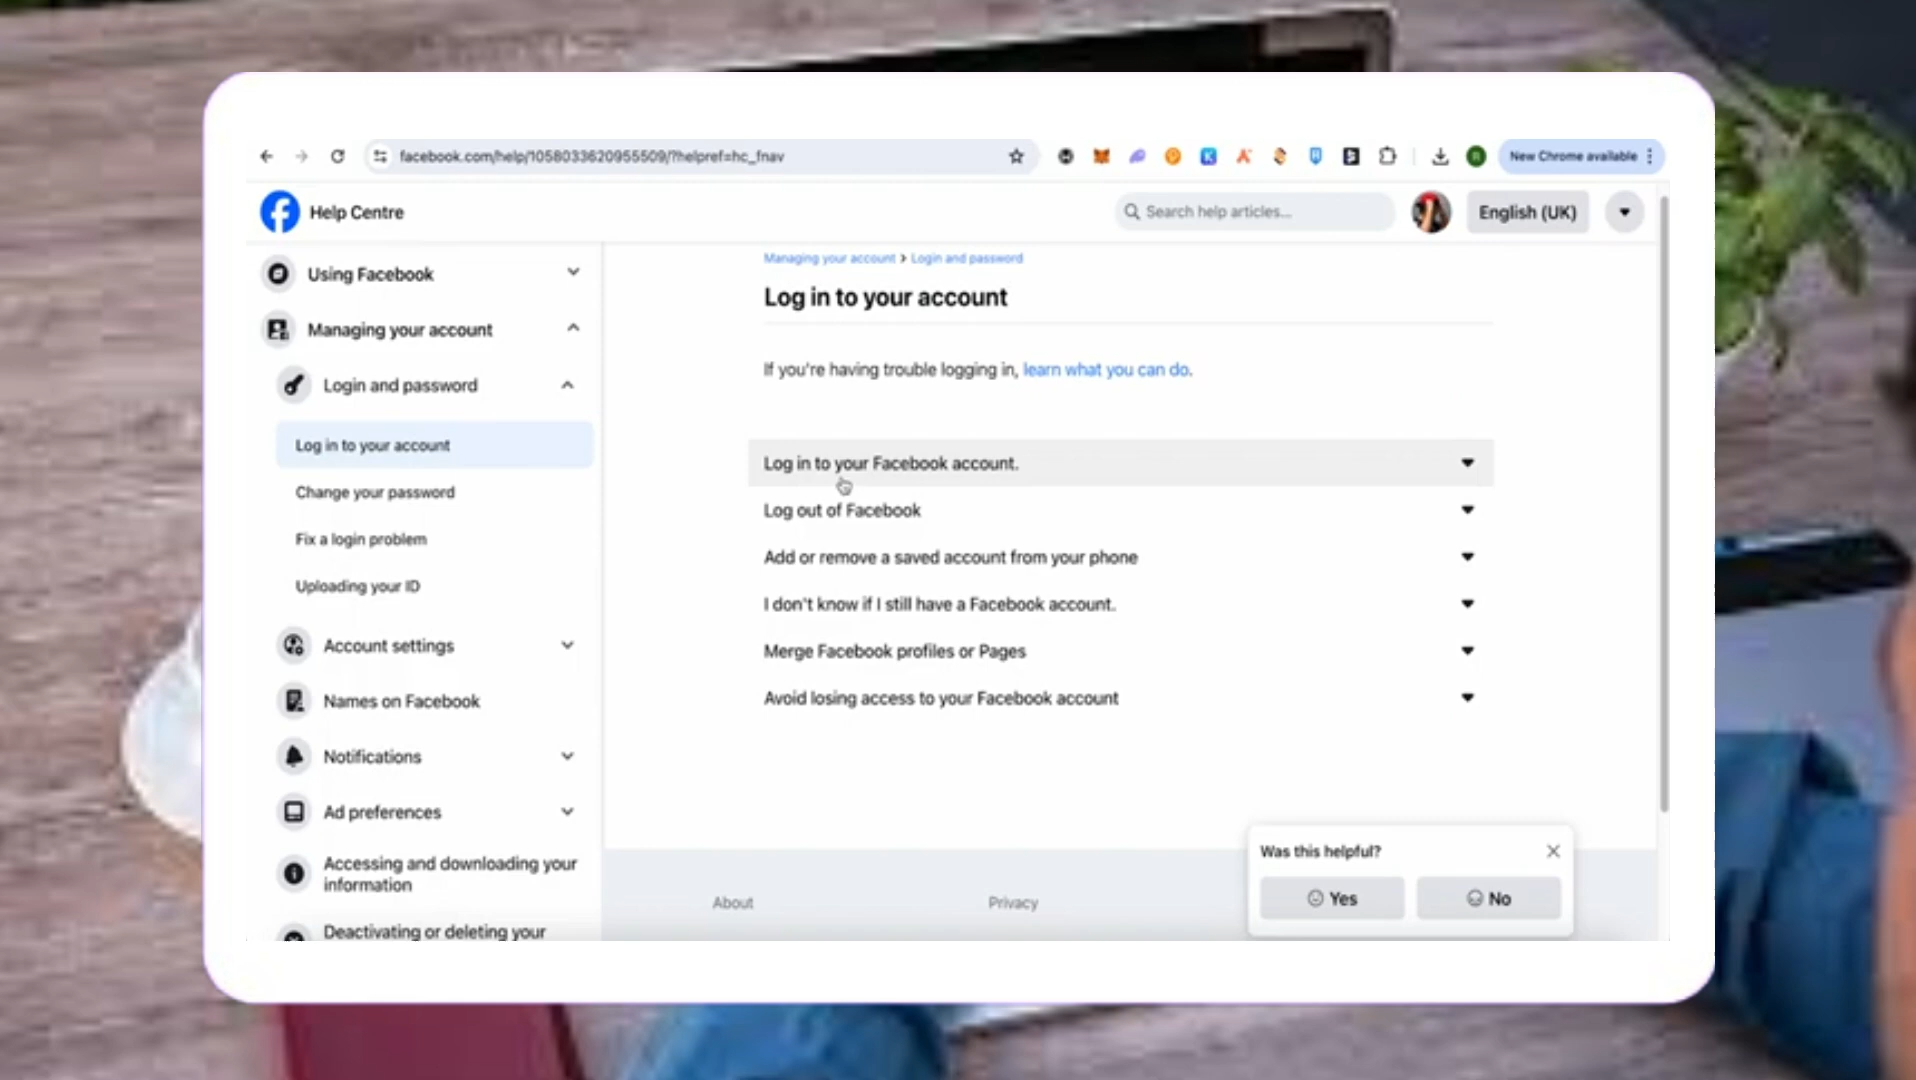 facebook.com/help/1058033620955509/?helpref=hc_fnav
New Chrome available
Help Centre
Search help articles...
English (UK)
Using Facebook
Managing your account
Login and password
Log in to your account
Change your password
Fix a login problem
Uploading your ID
Account settings
Names on Facebook
Notifications
Ad preferences
Accessing and downloading your
information
Deactivating or deleting your
Managing your account > Login and password
Log in to your account
If you're having trouble logging in, learn what you can do.
Log in to your Facebook account.
Log out of Facebook
Add or remove a saved account from your phone
I don't know if I still have a Facebook account.
Merge Facebook profiles or Pages
Avoid losing access to your Facebook account
Was this helpful?
Yes
No
About
Privacy